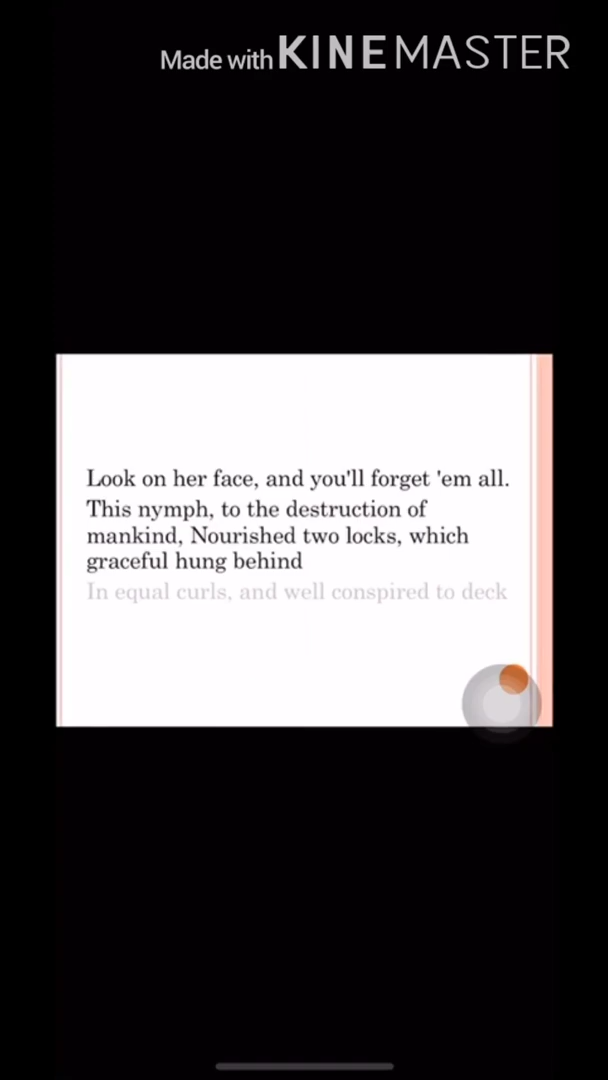 Made with KINEMASTER
Look on her face, and you'll forget 'em all.
This nymph, to the destruction of
mankind, Nourished two locks, which
graceful hung behind
In equal curls, and well conspired to deck